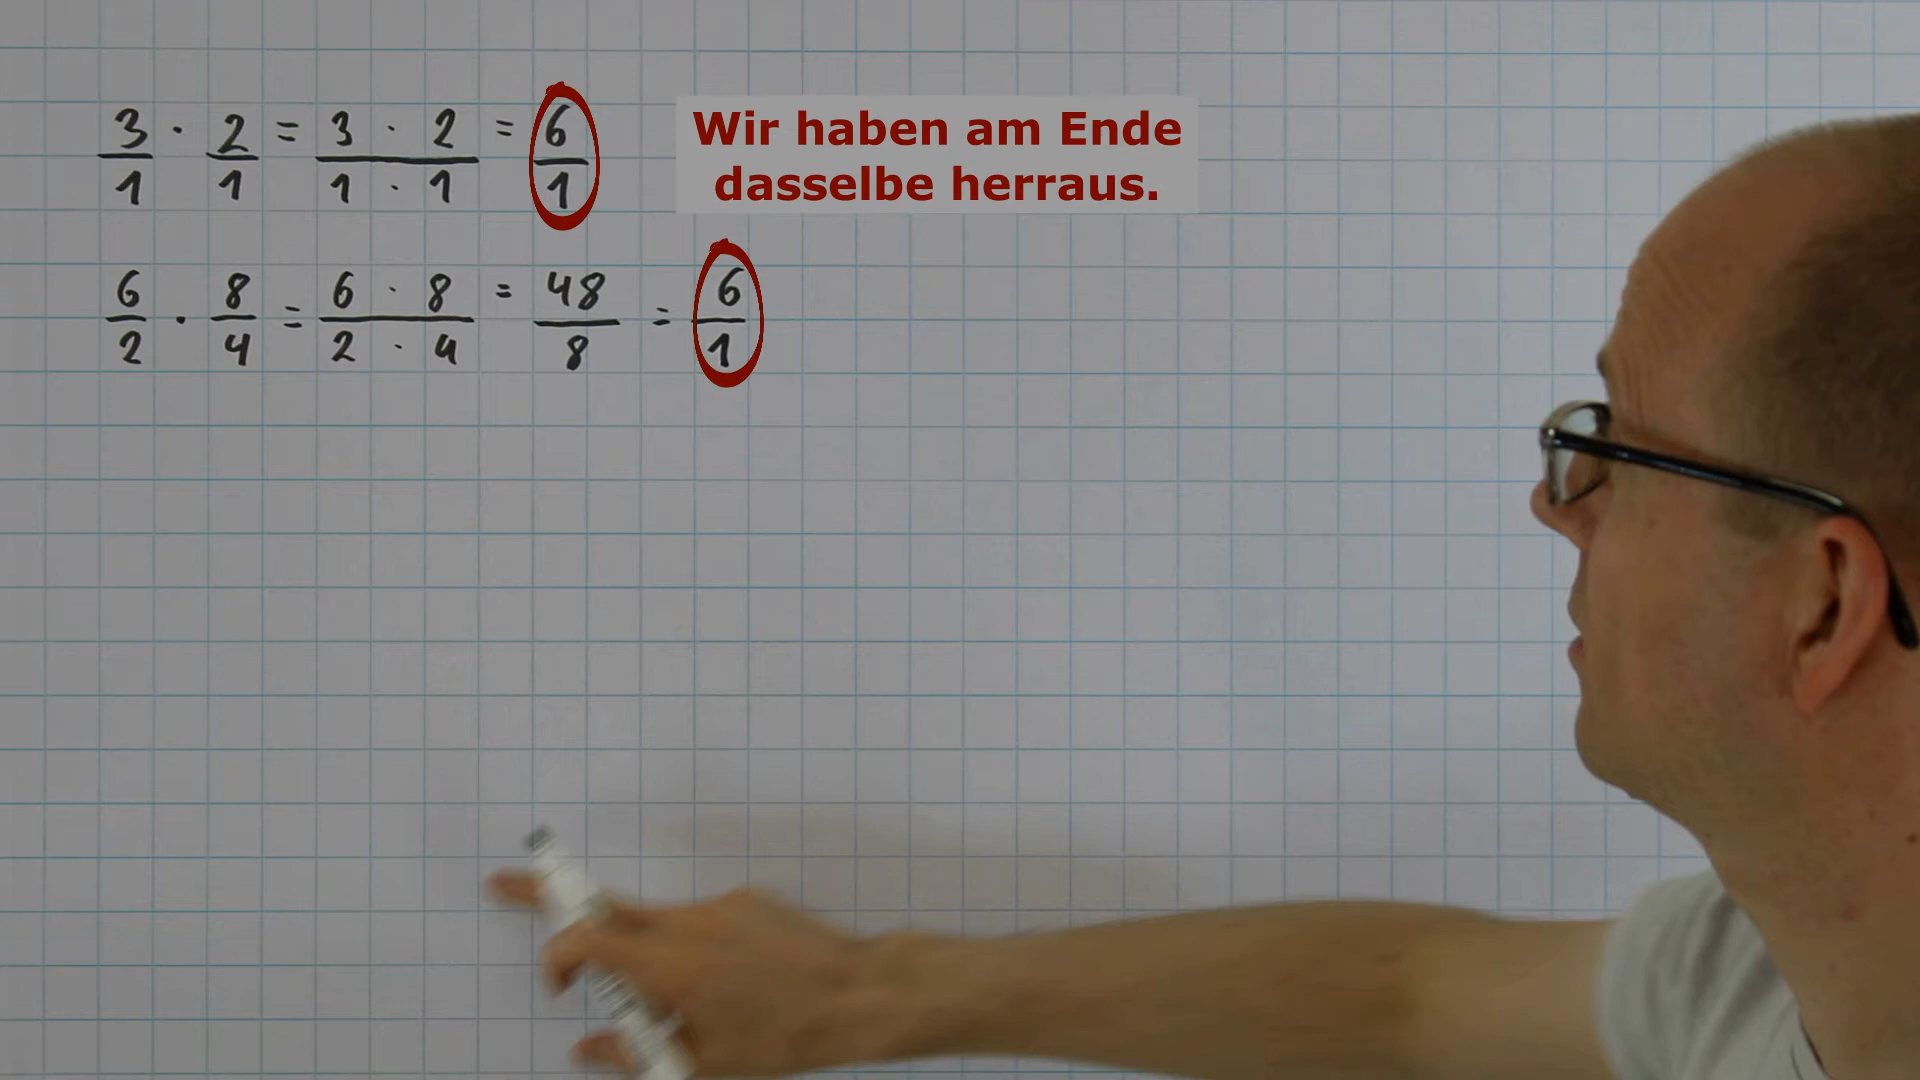 3/1 · 2/1 = 3 · 2 / 1 · 1 = 6/1
Wir haben am Ende
dasselbe herraus.
6/2 · 8/4 = 6 · 8 / 2 · 4 = 48/8 = 6/1